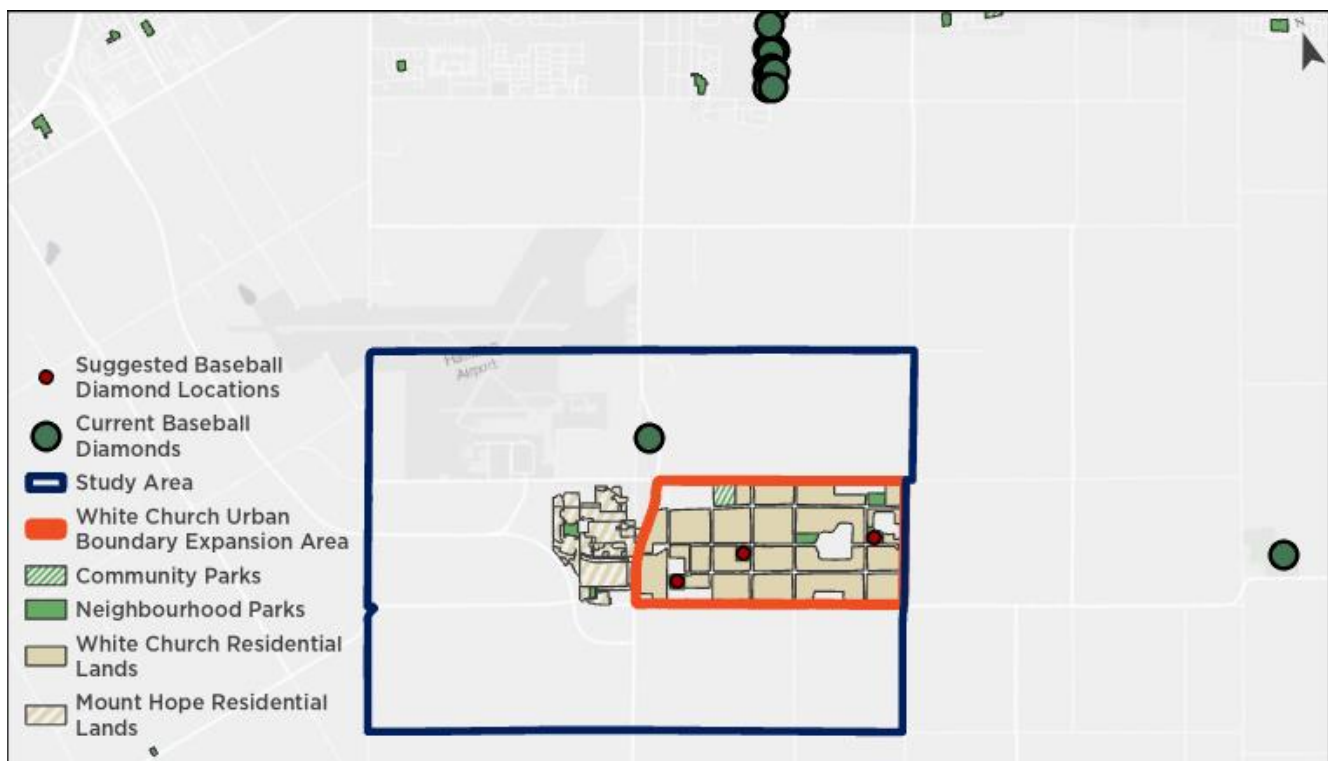 N
Airport
Suggested Baseball
Diamond Locations
Current Baseball
Diamonds
Study Area
White Church Urban
Boundary Expansion Area
Community Parks
Neighbourhood Parks
White Church Residential
Lands
Mount Hope Residential
Lands